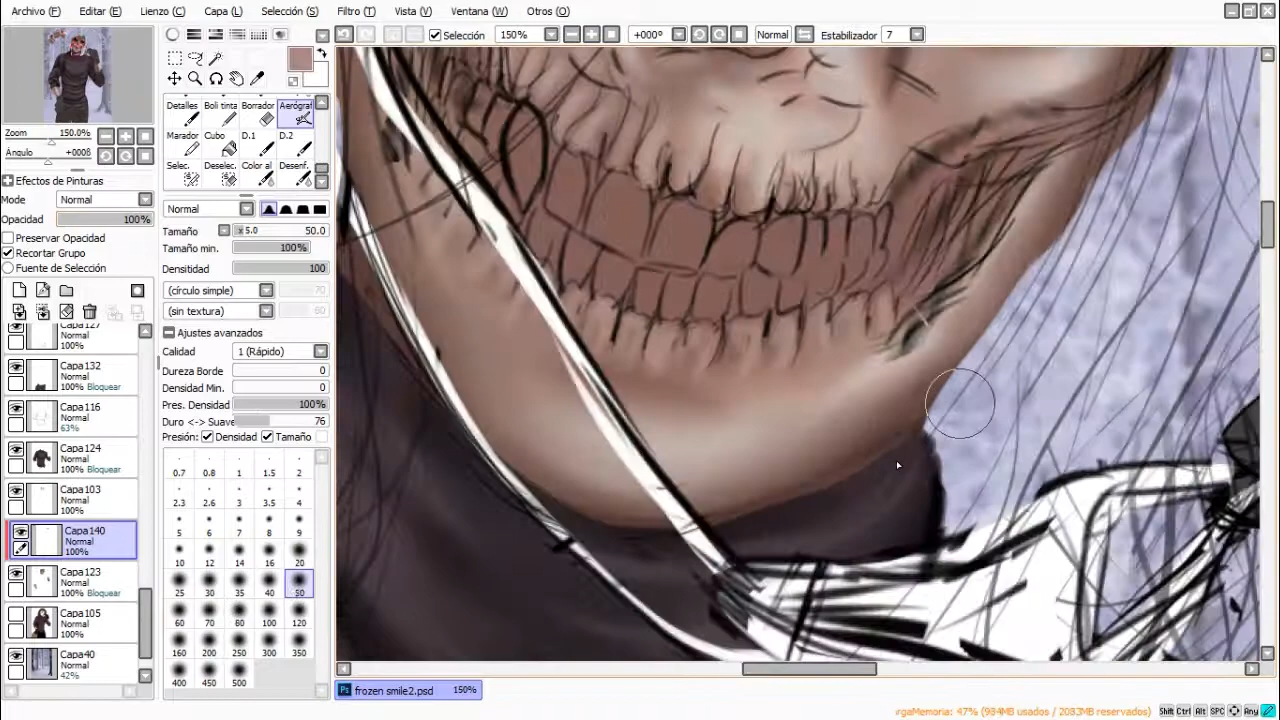 Archivo (F) Editar (E) Lienzo (C) Capa (L) Selección (S) Filtro (T) Vista (V) Ventana (W) Otros (O)
Selección 150% +000º Normal Estabilizador 7
Zoom 150.0%
Ángulo +000ß
Efectos de Pinturas
Mode Normal
Opacidad 100%
Preservar Opacidad
Recortar Grupo
Fuente de Selección
Capa127
Normal
100%
Capa132
Normal
100% Bloquear
Capa116
Normal
63%
Capa124
Normal
100% Bloquear
Capa103
Normal
100%
Capa140
Normal
100%
Capa123
Normal
100% Bloquear
Capa105
Normal
100%
Capa40
Normal
42%
Detalles Boli tinta Borrador Aerógraf
Marador Cubo D.1 D.2
Selec. Deselec. Color al Desenf.
Normal
Tamaño x 5.0 50.0
Tamaño min. 100%
Densitidad 100
(círculo simple) 70
(sin textura)
Ajustes avanzados
Calidad 1 (Rápido)
Dureza Borde 0
Densidad Min. 0
Pres. Densidad 100%
Duro <-> Suave 76
Presión: Densidad Tamaño
0.7 0.8 1 1.5 2
2.3 2.6 3 3.5 4
5 6 7 8 9
10 12 14 16 20
25 30 35 40 50
60 70 80 100 120
160 200 250 300 350
400 450 500
Ps frozen smile2.psd 150%
rgaMemoria: 47% (934MB usados / 2083MB reservados) Shift Ctrl Alt SPC Any